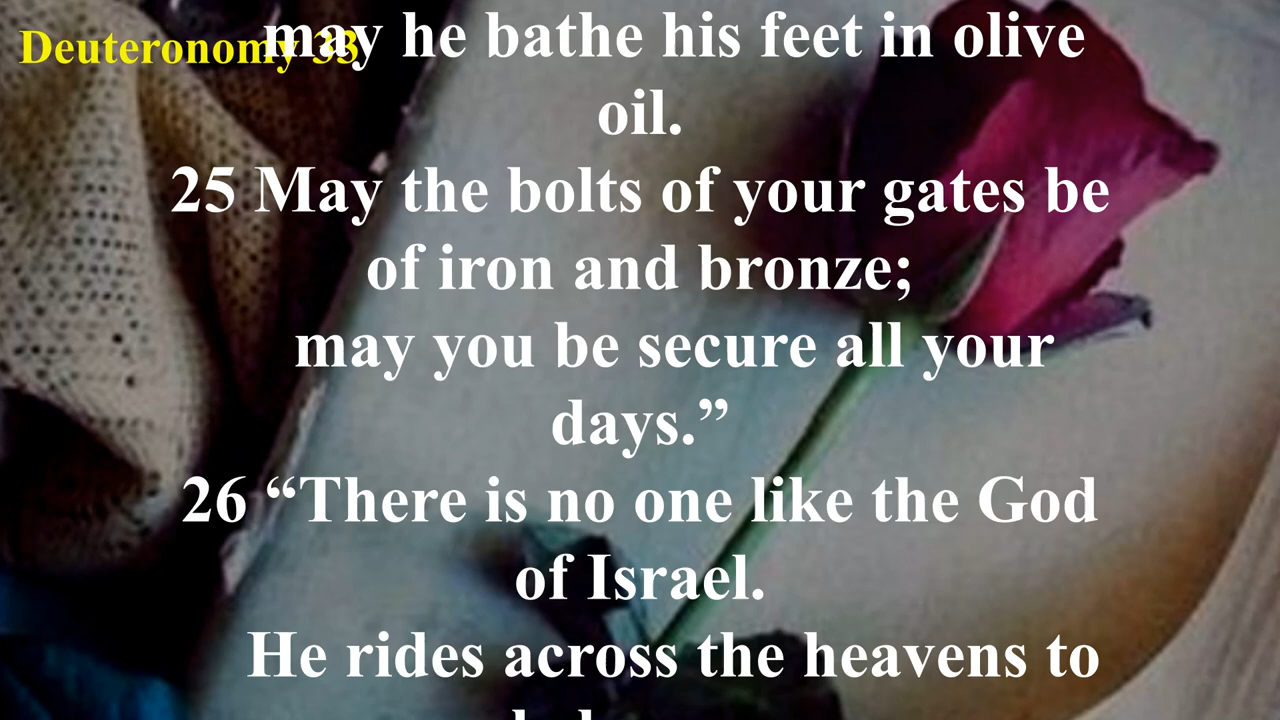 Deuteronomy 33
may he bathe his feet in olive
oil.
25 May the bolts of your gates be
of iron and bronze;
may you be secure all your
days.”
26 “There is no one like the God
of Israel.
He rides across the heavens to